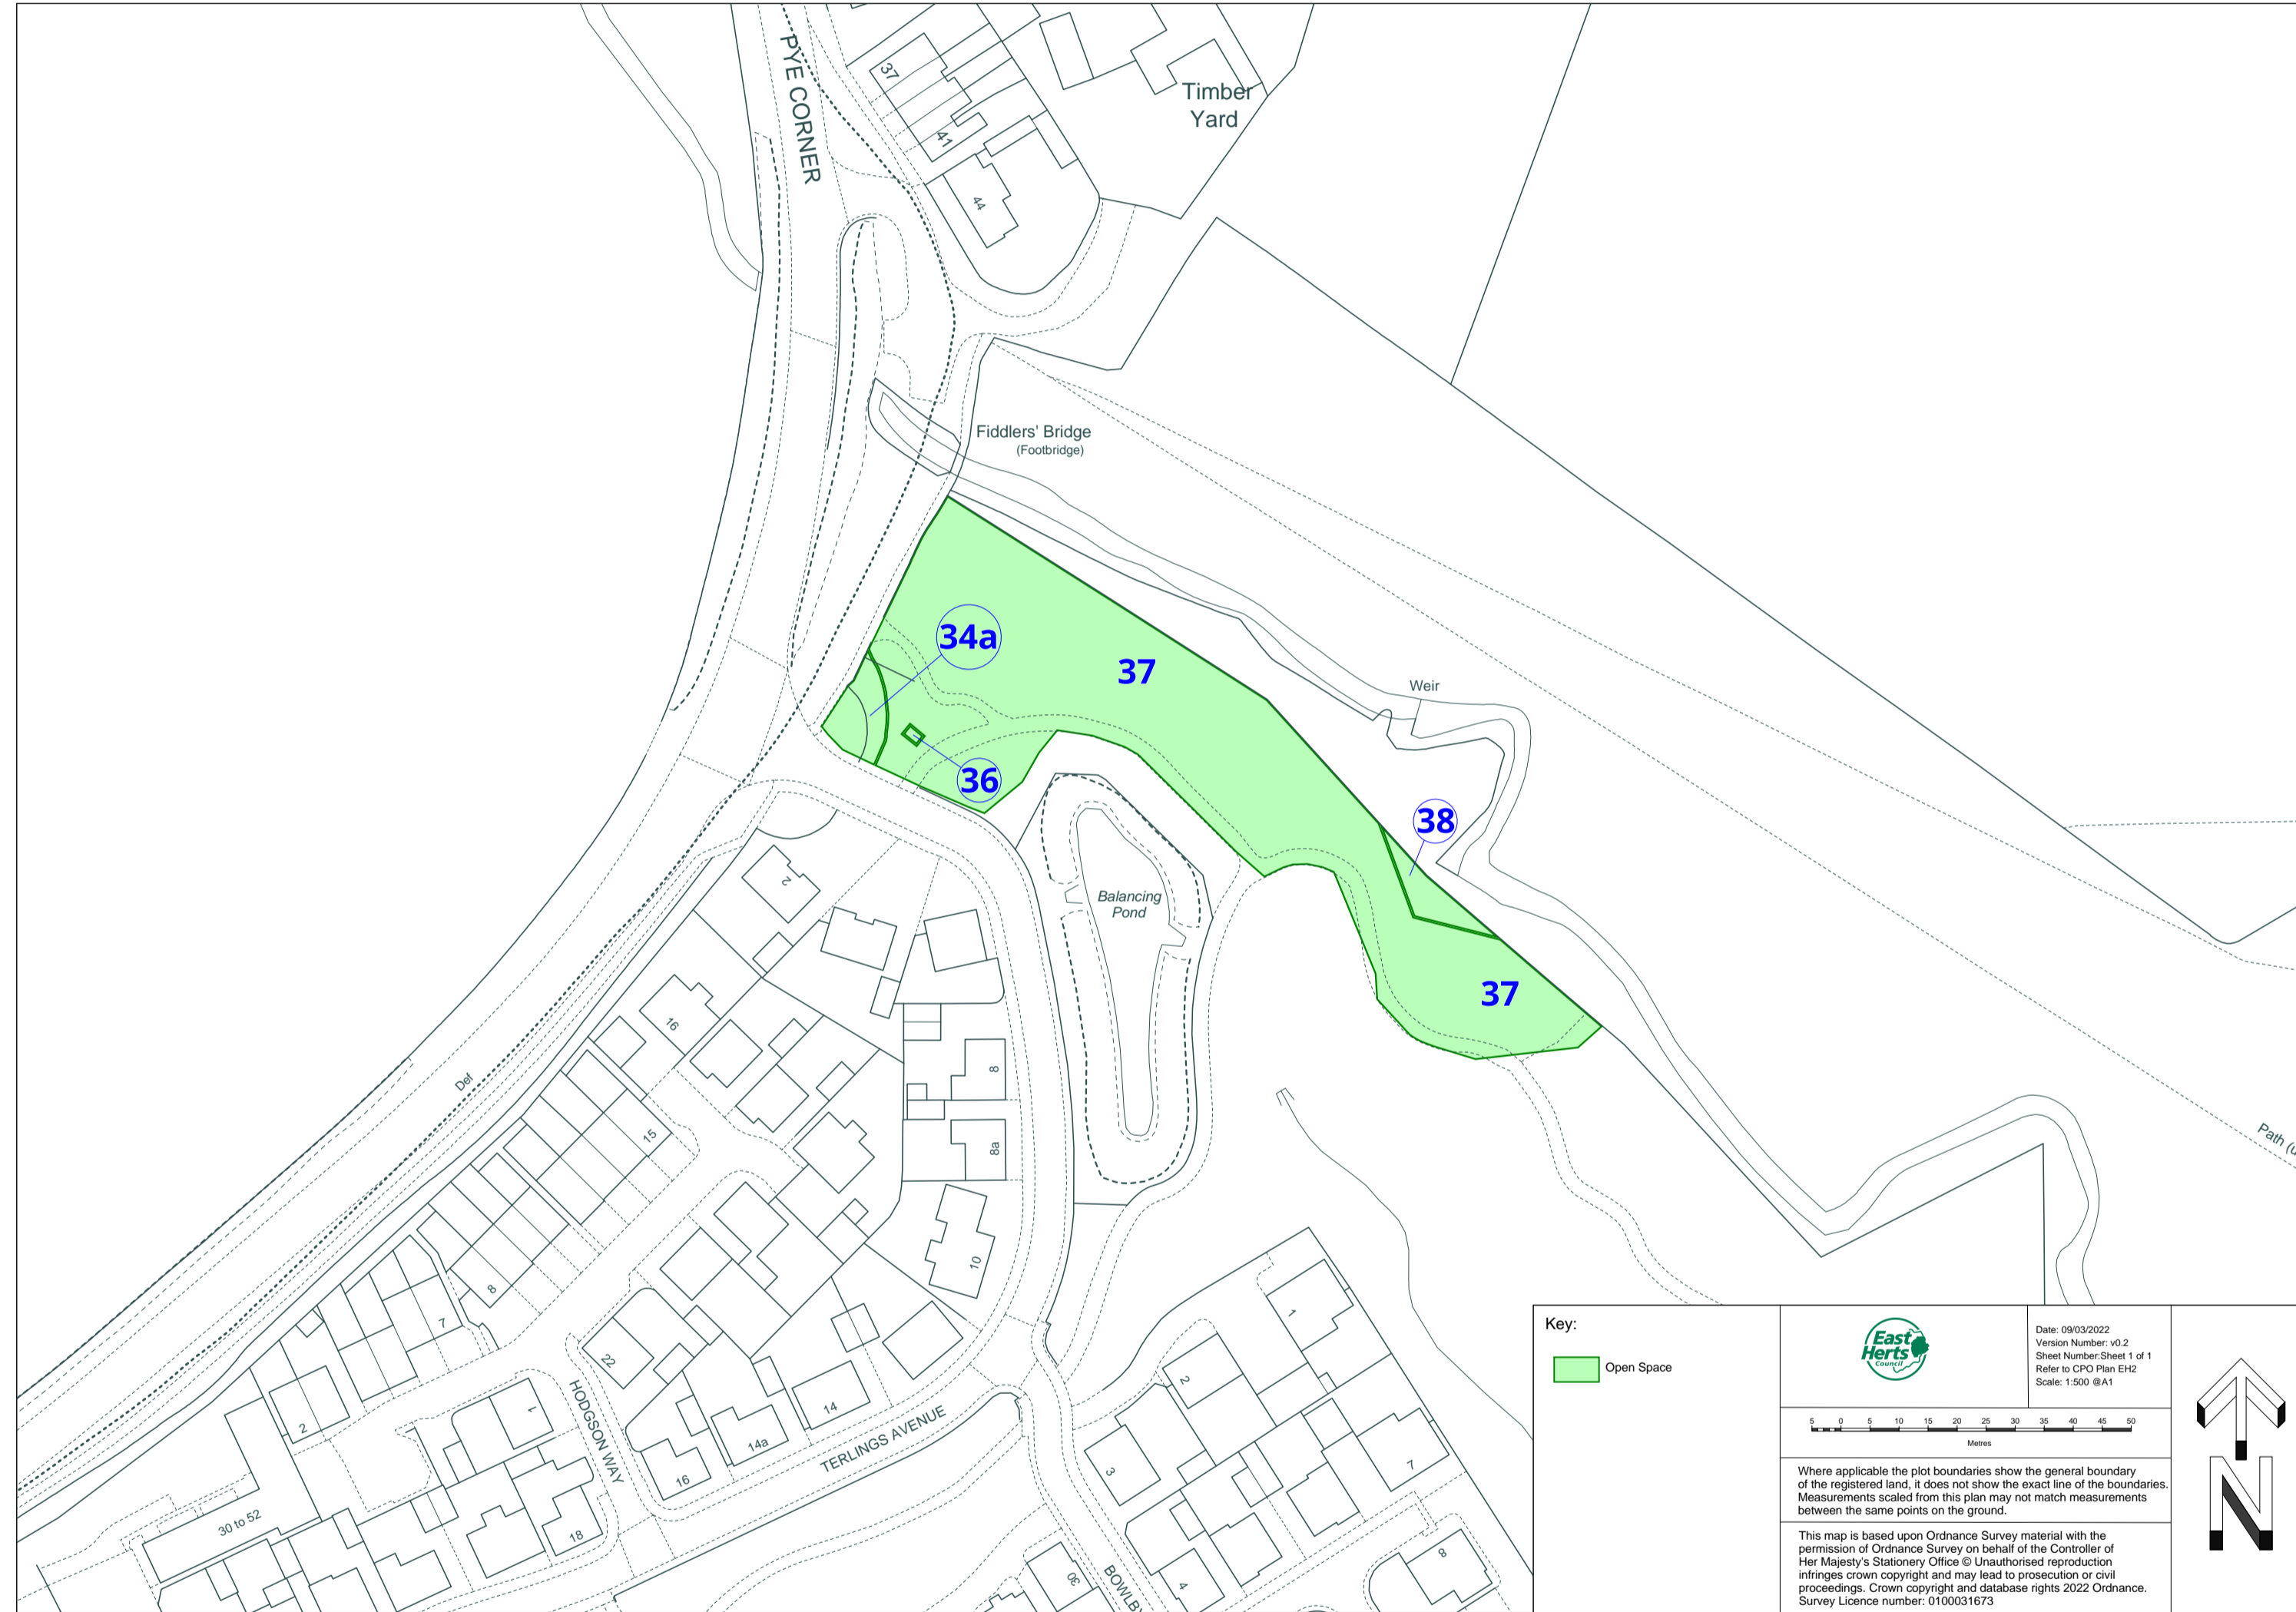 PYE CORNER
37
41
44
Timber
Yard
Fiddlers' Bridge
(Footbridge)
34a
37
36
Weir
38
37
Balancing
Pond
2
16
15
8
8a
10
Def
8
7
2
22
1
14
14a
16
18
30 to 52
HODGSON WAY
TERLINGS AVENUE
1
2
3
7
4
8
30
Path
Key:
Open Space
East
Herts
Council
Date: 09/03/2022
Version Number: v0.2
Sheet Number:Sheet 1 of 1
Refer to CPO Plan EH2
Scale: 1:500 @A1
5 0 5 10 15 20 25 30 35 40 45 50
Metres
Where applicable the plot boundaries show the general boundary
of the registered land, it does not show the exact line of the boundaries.
Measurements scaled from this plan may not match measurements
between the same points on the ground.
This map is based upon Ordnance Survey material with the
permission of Ordnance Survey on behalf of the Controller of
Her Majesty's Stationery Office © Unauthorised reproduction
infringes crown copyright and may lead to prosecution or civil
proceedings. Crown copyright and database rights 2022 Ordnance.
Survey Licence number: 0100031673
N